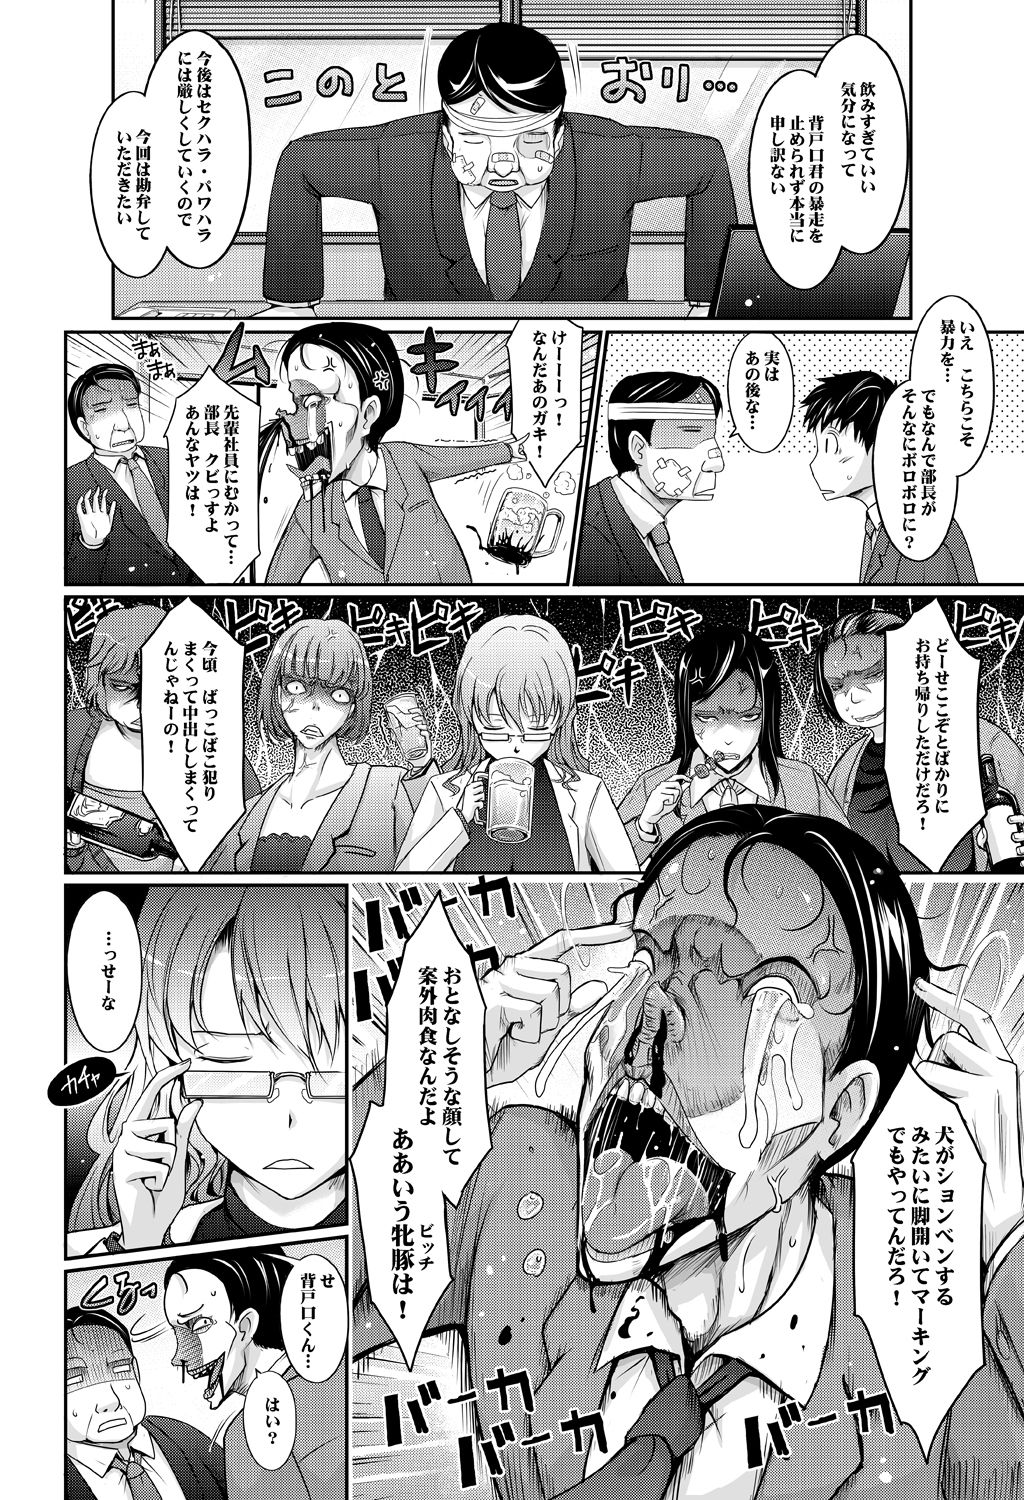 飲みすぎていい
気分になって
背戸口君の暴走を
止められず本当に
申し訳ない
このとおり…
今後はセクハラ・パワハラ
には厳しくしていくので
今回は勘弁して
いただきたい
いえ こちらこそ
暴力を…
でもなんで部長が
そんなにボロボロに?
実は
あの後な…
けーーーーっ!
なんだあのガキ!
キィイィ
ムカ
先輩社員にむかって…
部長 クビっすよ
あんなヤツは!
まぁ
まぁ
どーせここぞとばかりに
お持ち帰りしただけだろ!
ピキ
ピキ
ピキ
ピキ
ピキ
ピキ
今頃 ぱっこぱこ犯り
まくって中出ししまくって
んじゃねーの!
犬がションベンする
みたいに脚開いてマーキング
でもやってんだろ!
おとなしそうな顔して
案外肉食なんだよ
ああいう牝豚は!
ビッチ
バーカ
バーカ
バーカ
バーカ
バーカ
…っせーな
カチャ
せ
背戸口くん…
はい?
くるっ